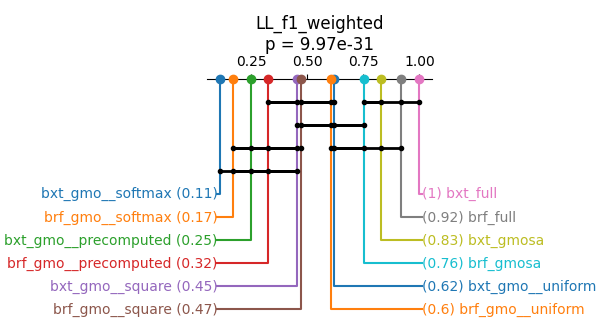 LL_f1_weighted
p = 9.97e-31
0.25 0.50 0.75 1.00
bxt_gmo__softmax (0.11) (1) bxt_full
brf_gmo__softmax (0.17) (0.92) brf_full
bxt_gmo__precomputed (0.25) (0.83) bxt_gmosa
brf_gmo__precomputed (0.32) (0.76) brf_gmosa
bxt_gmo__square (0.45) (0.62) bxt_gmo__uniform
brf_gmo__square (0.47) (0.6) brf_gmo__uniform